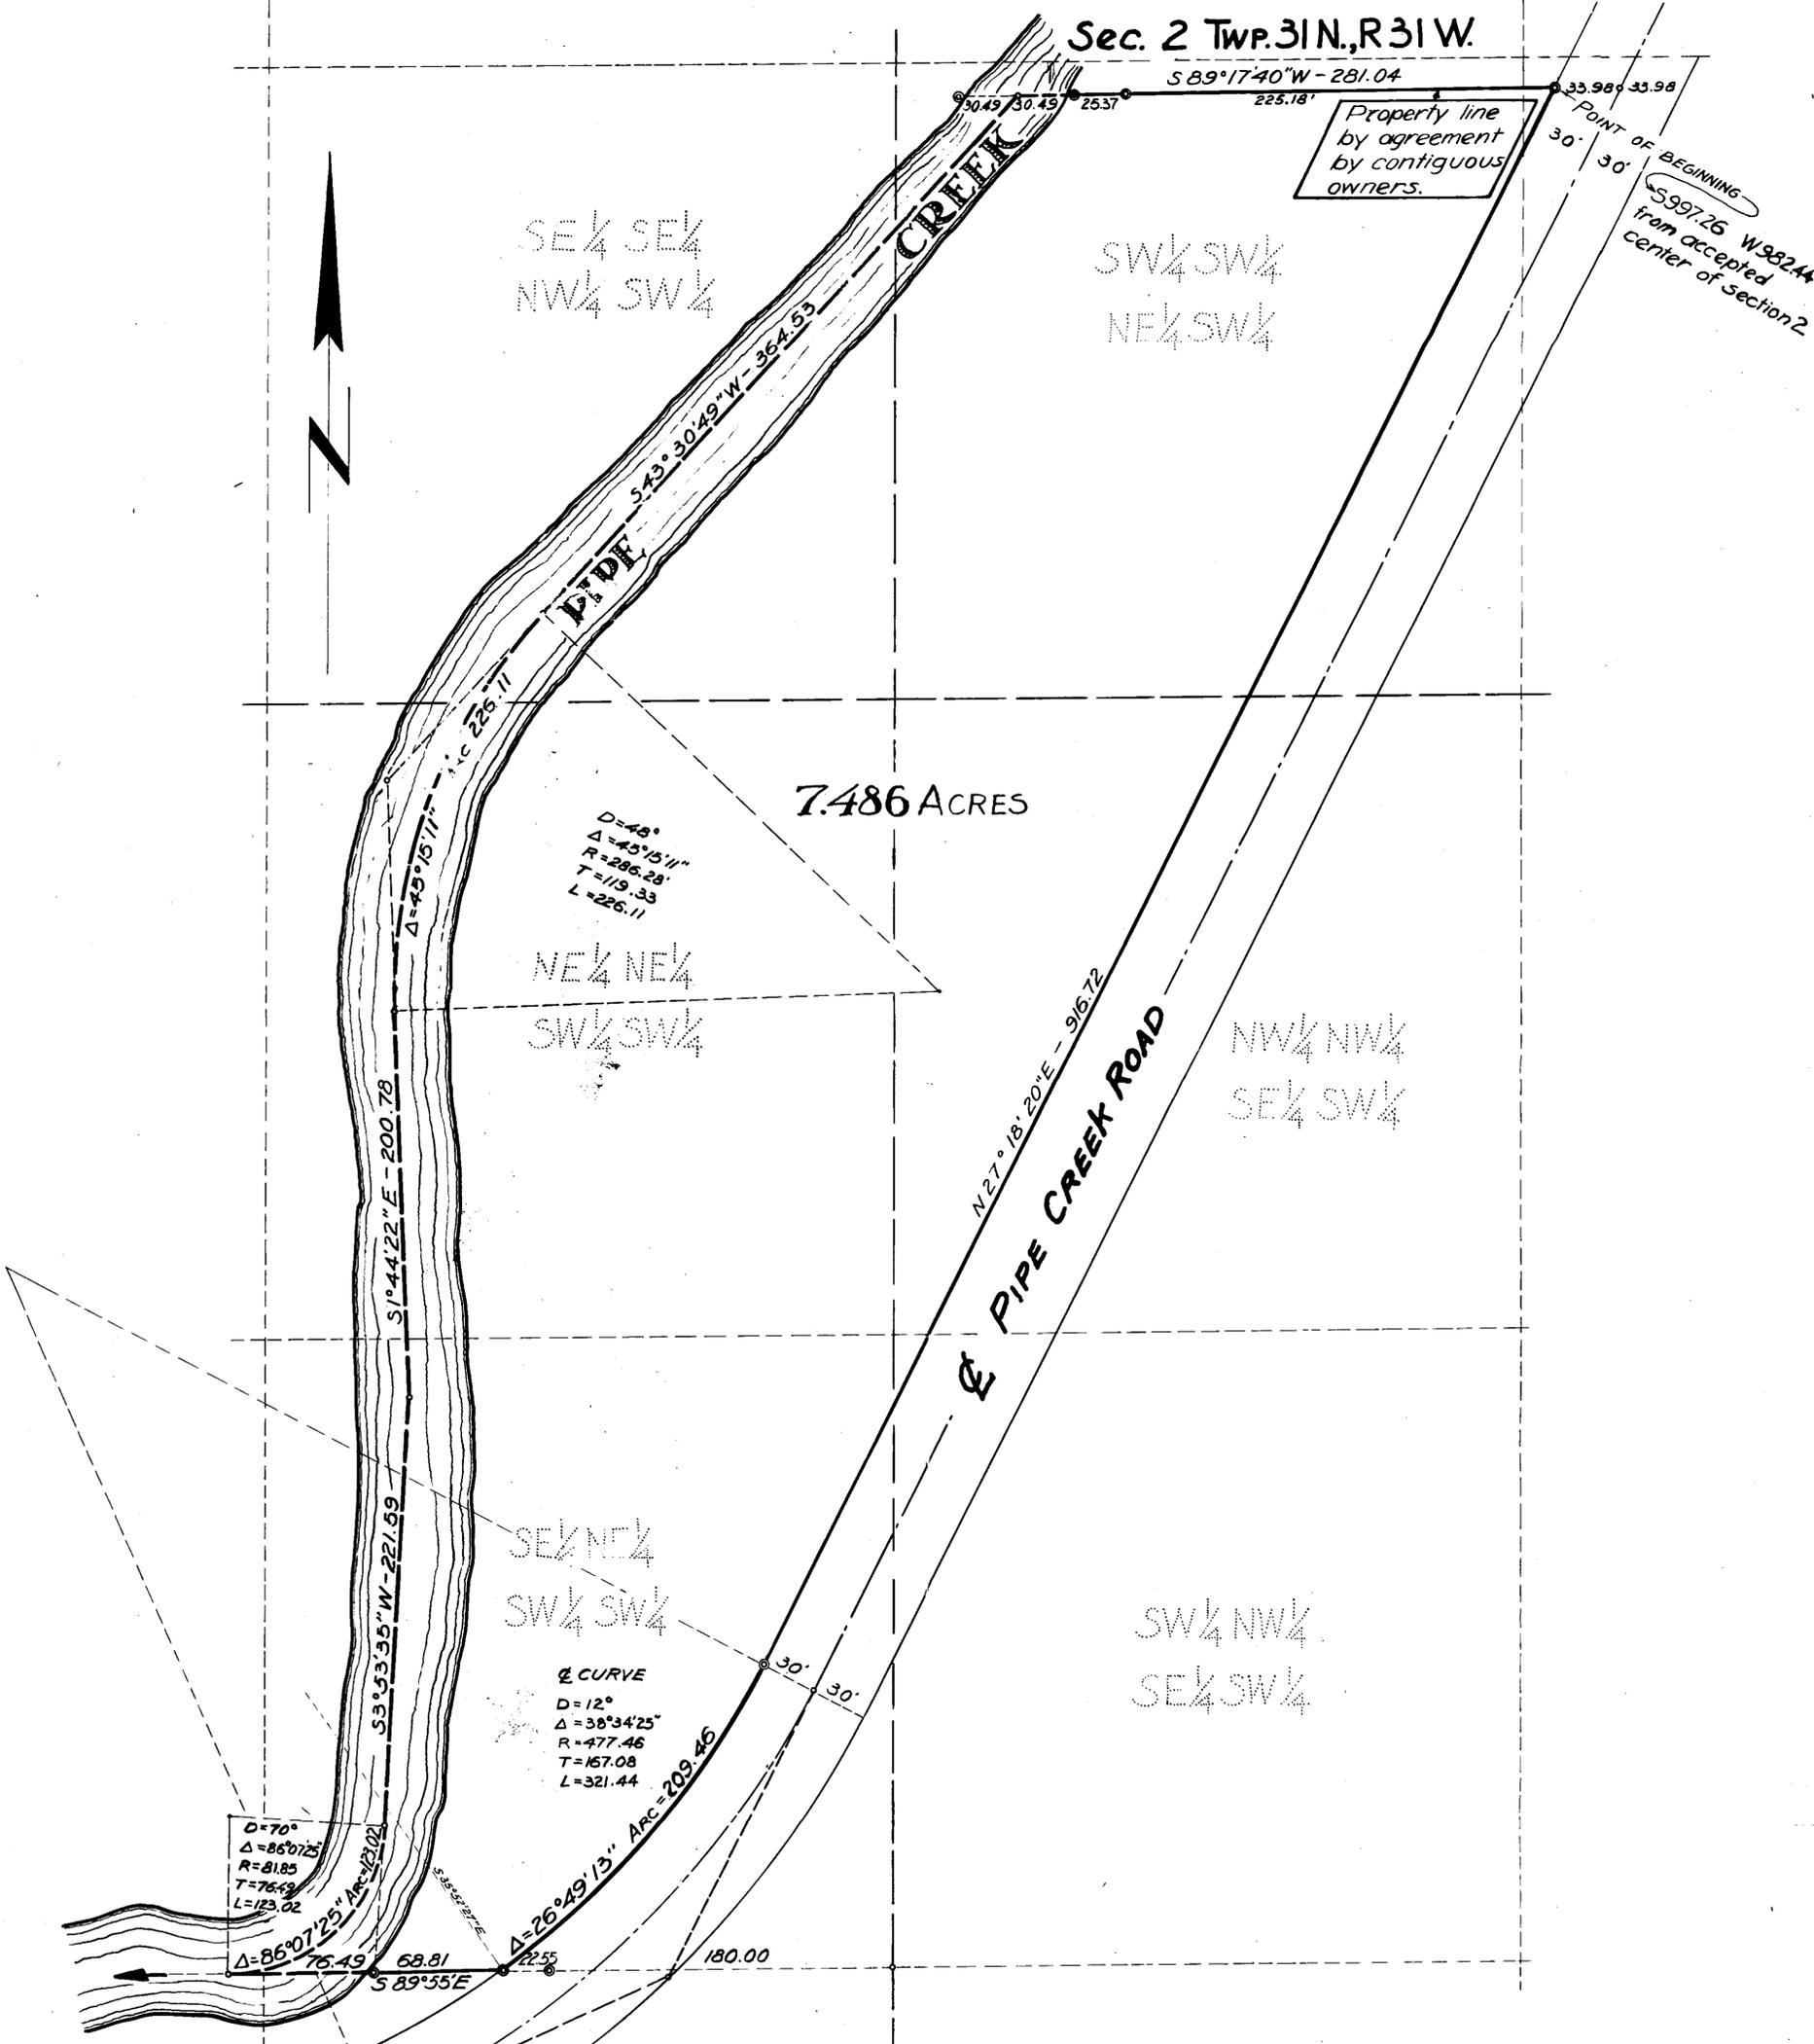 Sec. 2 TWP. 31 N., R 31 W.
S 89°17'40"W - 281.04
30.49 30.49 25.37 225.18' 33.98 33.98
Property line
by agreement
by contiguous
owners.
POINT OF BEGINNING
30' 30'
S997.26 W982.44
from accepted
center of section 2
SE¼ SE¼
NW¼ SW¼
SW¼ SW¼
NE¼ SW¼
CREEK
N
S43°30'49"W - 364.53
PIPE
Δ=45°15'11" ARC 226.11
7.486 ACRES
D=48°
Δ=45°15'11"
R=286.28'
T=119.33
L=226.11
NE¼ NE¼
SW¼ SW¼
N 27° 18' 20"E - 916.72
NW¼ NW¼
SE¼ SW¼
S1°44'22"E - 200.78
℄ PIPE CREEK ROAD
SE¼ NE¼
SW¼ SW¼
SW¼ NW¼
SE¼ SW¼
S3°53'35"W - 221.59
℄ CURVE
D=12°
Δ=38°34'25"
R=477.46
T=167.08
L=321.44
30'
30'
D=70°
Δ=86°07'25"
R=81.85
T=76.49
L=123.02
Δ=86°07'25" ARC=123.02
S35°52'27"E
Δ=26°49'13" ARC=209.46
76.49 68.81 22.55 180.00
S 89°55'E